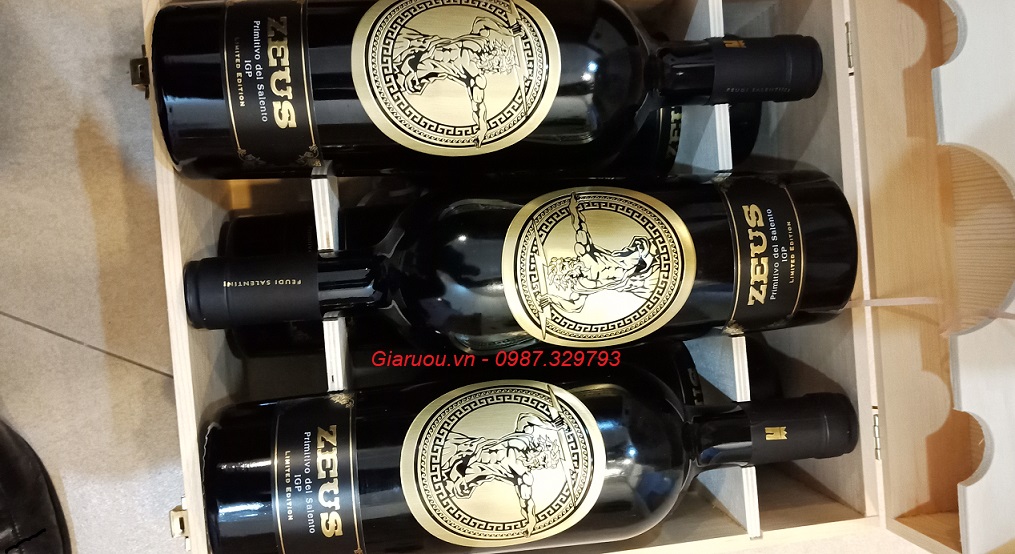 ZEUS
Primitivo del Salento
IGP
LIMITED EDITION
FEUDI SALENTINI
ZEUS
Primitivo del Salento
IGP
LIMITED EDITION
Giaruou.vn - 0987.329793
ZEUS
Primitivo del Salento
IGP
LIMITED EDITION